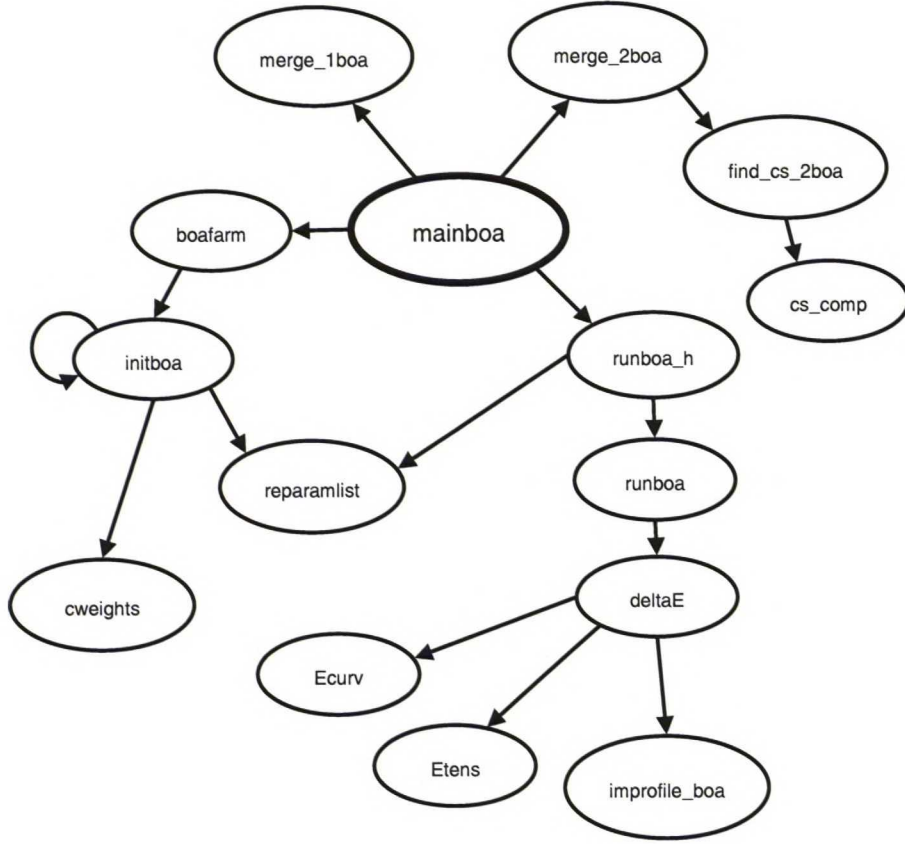 merge_1boa
merge_2boa
find_cs_2boa
boafarm
mainboa
cs_comp
initboa
runboa_h
reparamlist
runboa
cweights
deltaE
Ecurv
Etens
improfile_boa